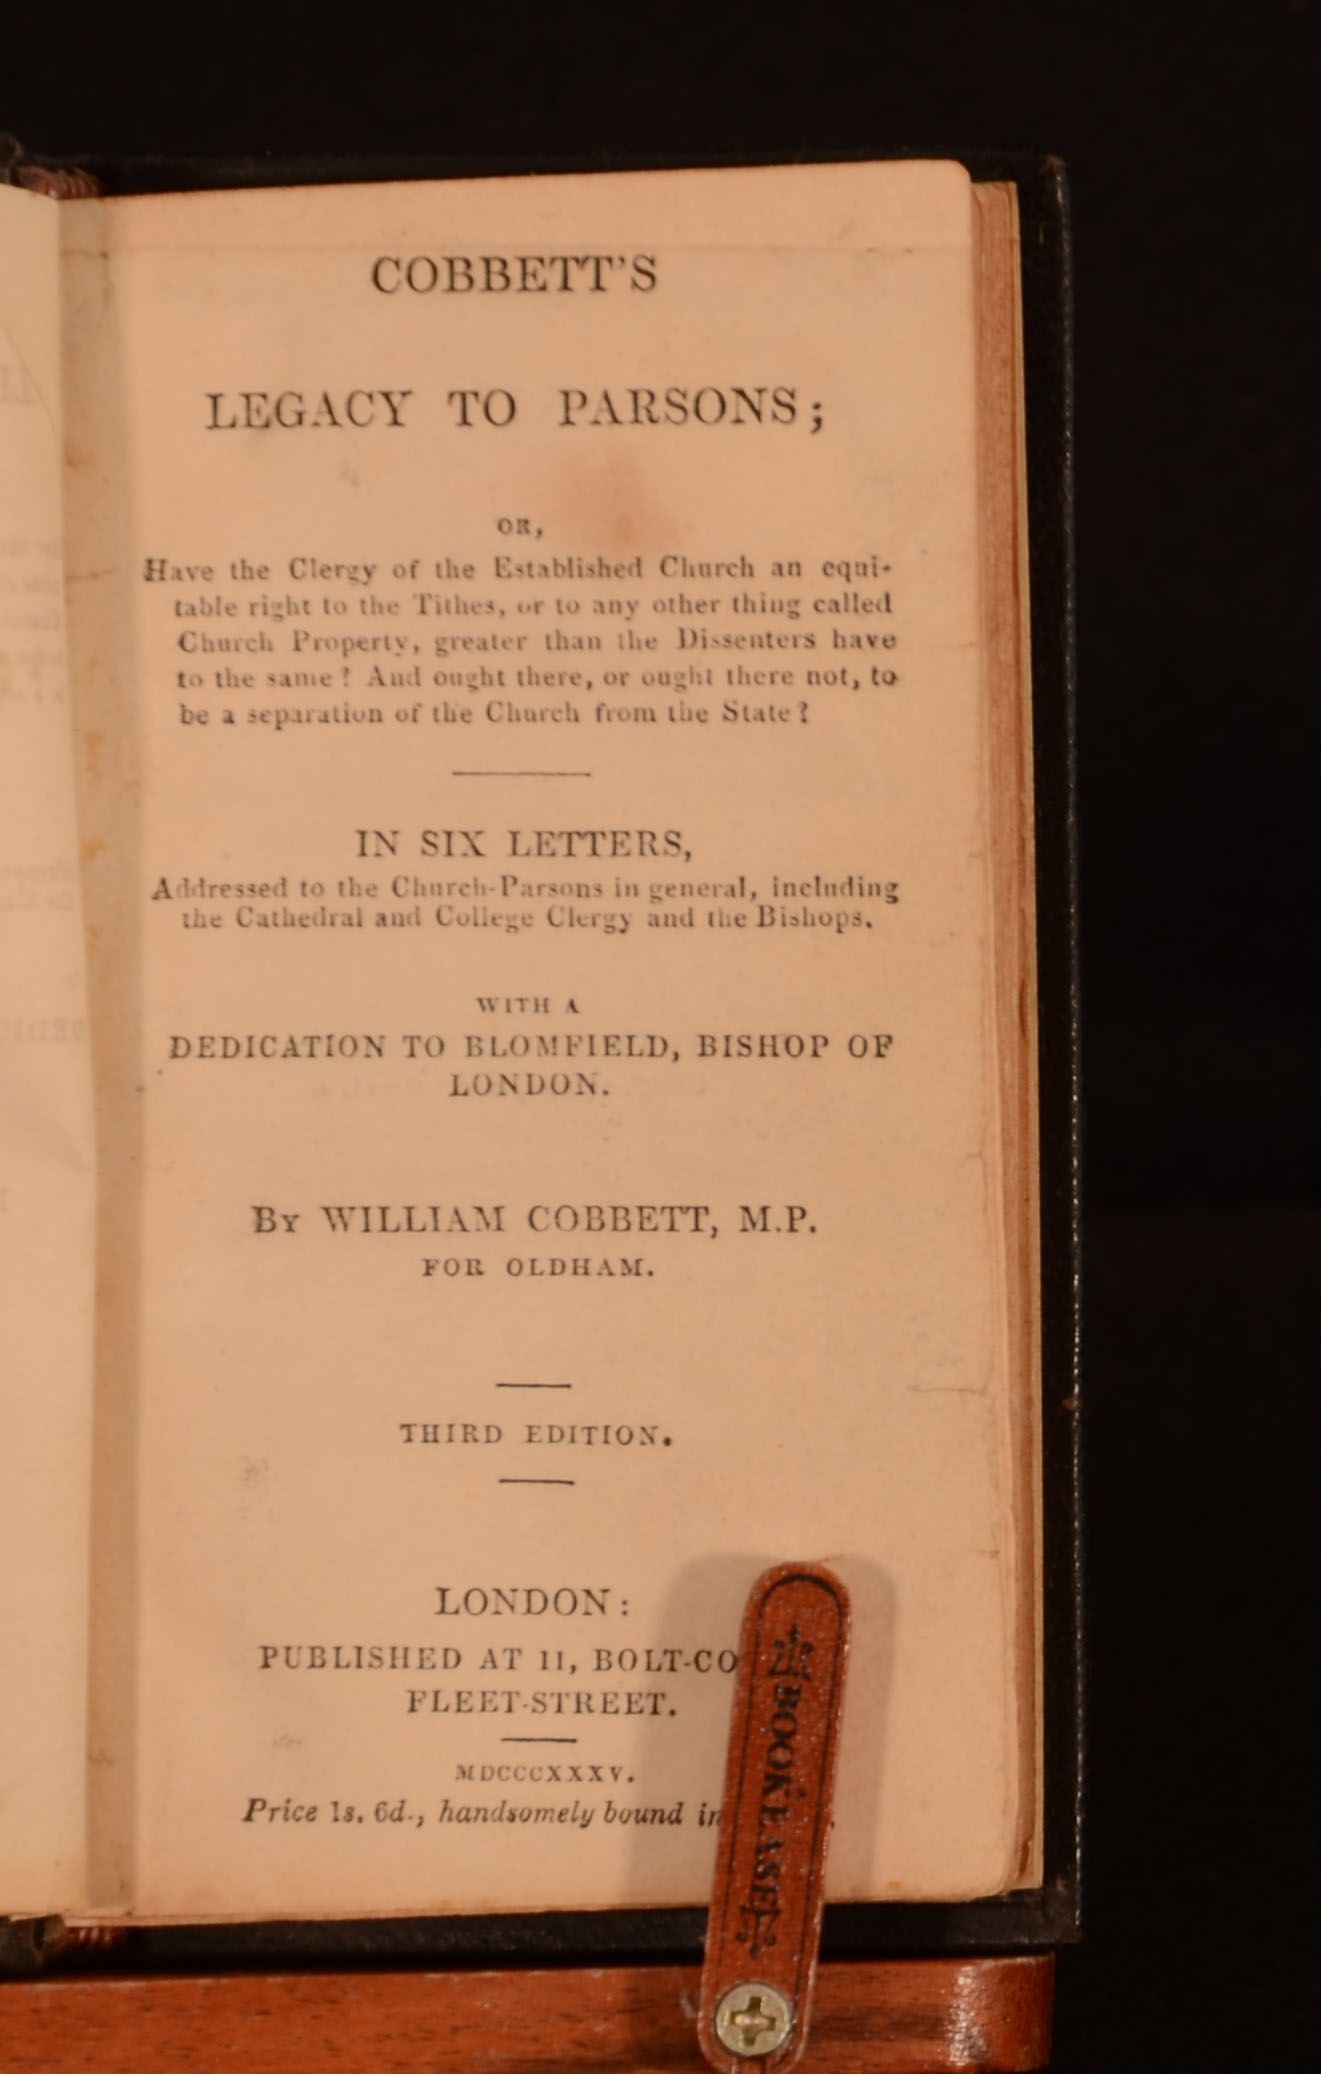 COBBETT'S
LEGACY TO PARSONS;
OR,
Have the Clergy of the Established Church an equi-
table right to the Tithes, or to any other thing called
Church Property, greater than the Dissenters have
to the same? And ought there, or ought there not, to
be a separation of the Church from the State?
IN SIX LETTERS,
Addressed to the Church-Parsons in general, including
the Cathedral and College Clergy and the Bishops.
WITH A
DEDICATION TO BLOMFIELD, BISHOP OF
LONDON.
By WILLIAM COBBETT, M.P.
FOR OLDHAM.
THIRD EDITION.
LONDON:
PUBLISHED AT 11, BOLT-CO
FLEET-STREET.
MDCCCXXXV.
Price 1s. 6d., handsomely bound in
BOOKEASE